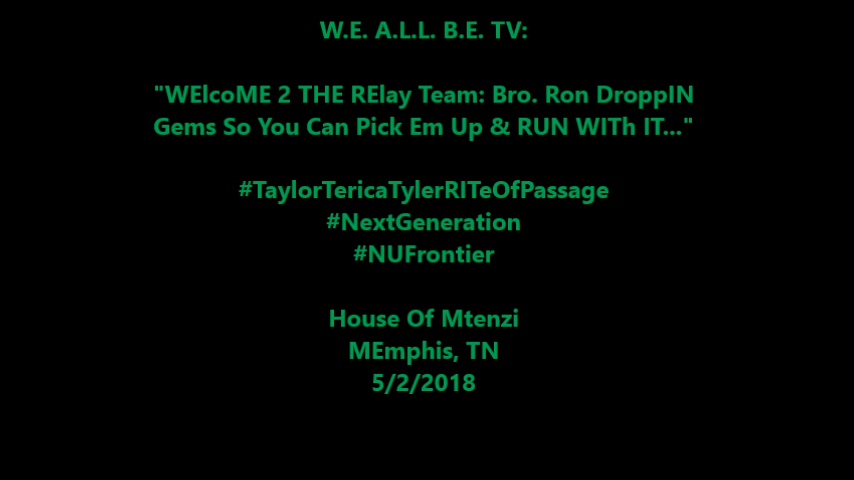 W.E. A.L.L. B.E. TV:
"WElcoME 2 THE RElay Team: Bro. Ron DroppIN
Gems So You Can Pick Em Up & RUN WITh IT..."
#TaylorTericaTylerRITeOfPassage
#NextGeneration
#NUFrontier
House Of Mtenzi
MEmphis, TN
5/2/2018